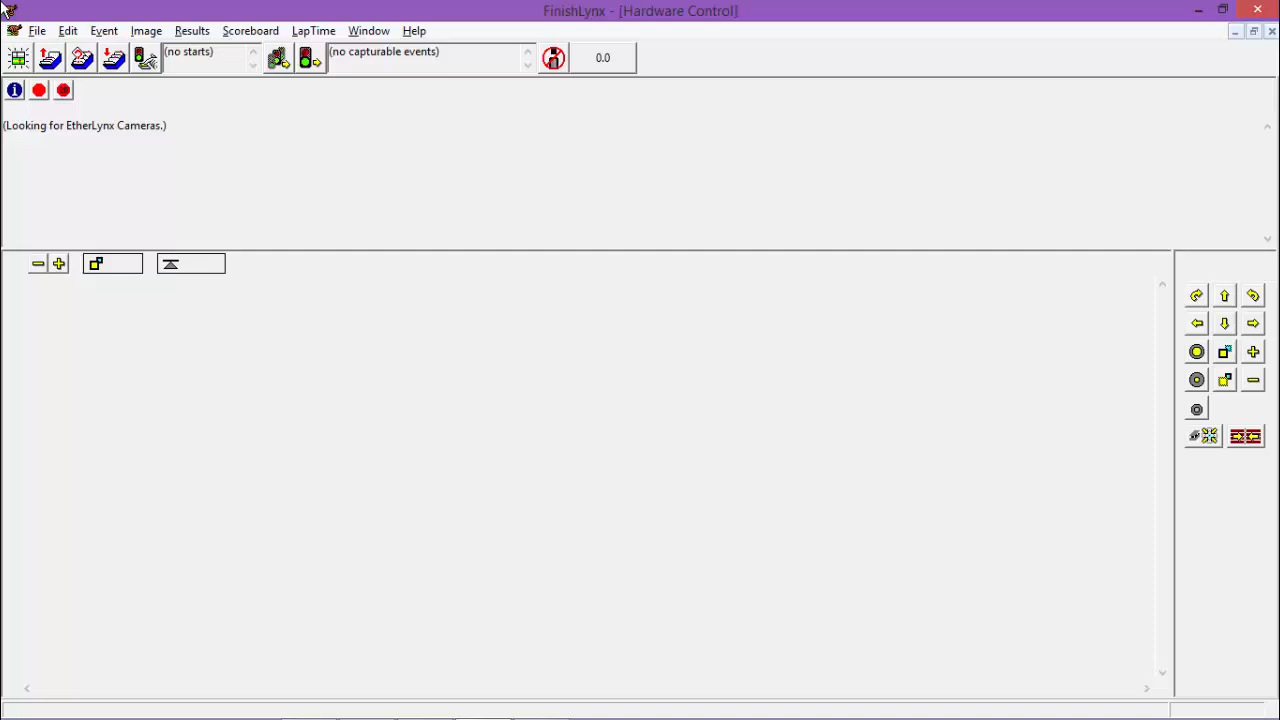 FinishLynx - [Hardware Control]
File Edit Event Image Results Scoreboard LapTime Window Help
(no starts) (no capturable events) 0.0
(Looking for EtherLynx Cameras.)